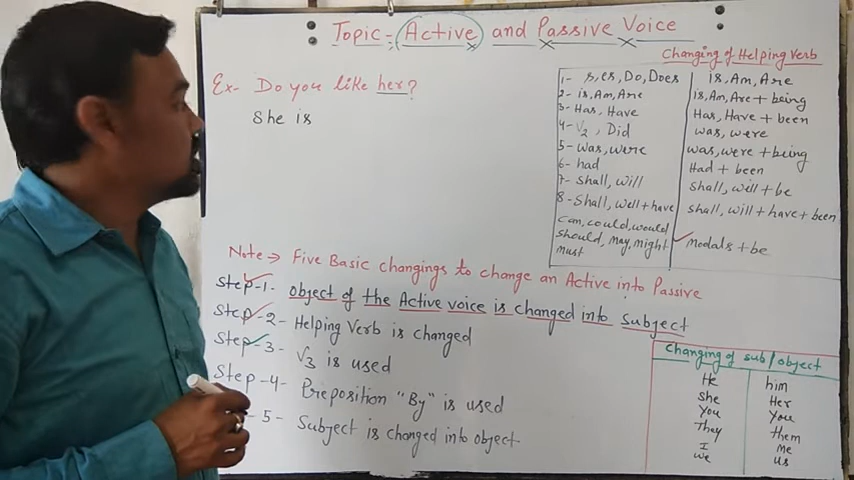 Topic:- Active and Passive Voice
Changing of Helping Verb
Ex- Do you like her?
She is
1- s, es, Do, Does is, Am, Are
2- is, Am, Are is, Am, Are + being
3- Has, Have Has, Have + been
4- V2, Did was, were
5- was, were was, were + being
6- had Had + been
7- shall, will shall, will + be
8- Shall, Well + have shall, will + have + been
can, could, would
should, may, might Modals + be
must
Note → Five Basic changings to change an Active into Passive
Step-1- object of the Active voice is changed into Subject
Step-2- Helping Verb is changed
Step-3- V3 is used
Step-4- Preposition "By" is used
-5- Subject is changed into object
Changing of sub/object
He him
She Her
You You
They them
I Me
we us